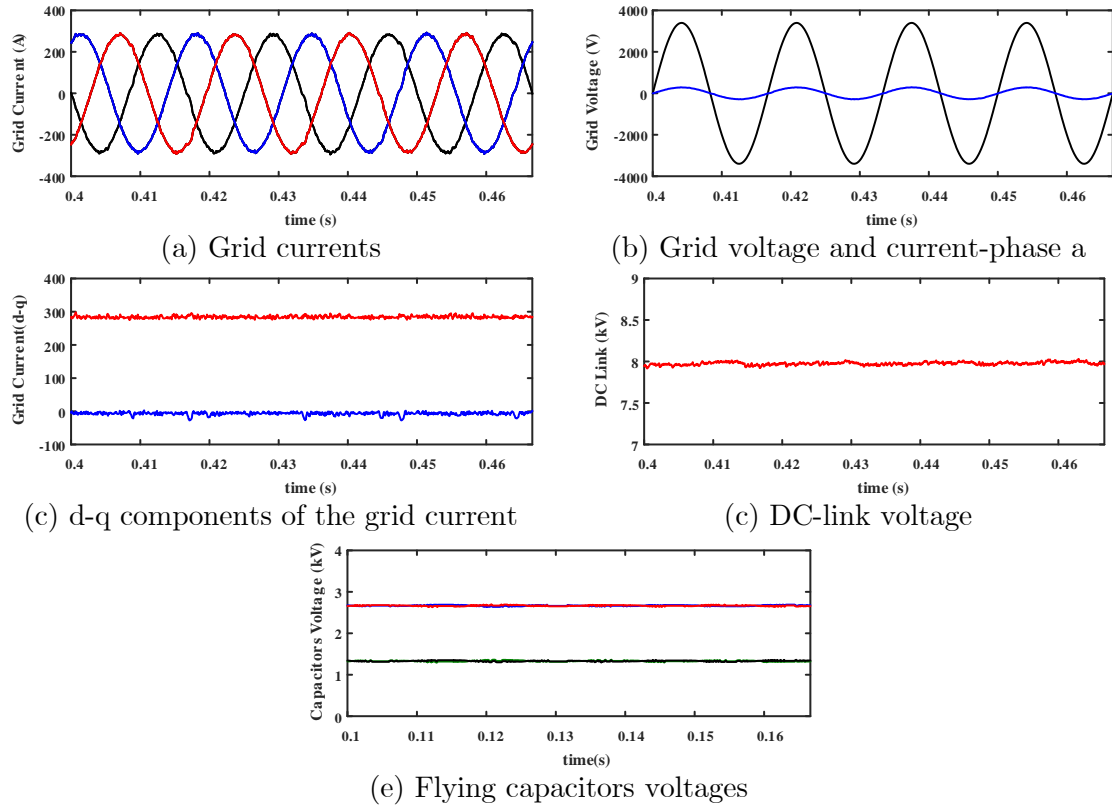 Grid Current (A)
400
200
0
-200
-400
0.4 0.41 0.42 0.43 0.44 0.45 0.46
time (s)
(a) Grid currents
Grid Voltage (V)
4000
2000
0
-2000
-4000
0.4 0.41 0.42 0.43 0.44 0.45 0.46
time (s)
(b) Grid voltage and current-phase a
Grid Current(d-q)
400
300
200
100
0
-100
0.4 0.41 0.42 0.43 0.44 0.45 0.46
time (s)
(c) d-q components of the grid current
DC Link (kV)
9
8.5
8
7.5
7
0.4 0.41 0.42 0.43 0.44 0.45 0.46
time (s)
(c) DC-link voltage
Capacitors Voltage (kV)
4
3
2
1
0
0.1 0.11 0.12 0.13 0.14 0.15 0.16
time(s)
(e) Flying capacitors voltages